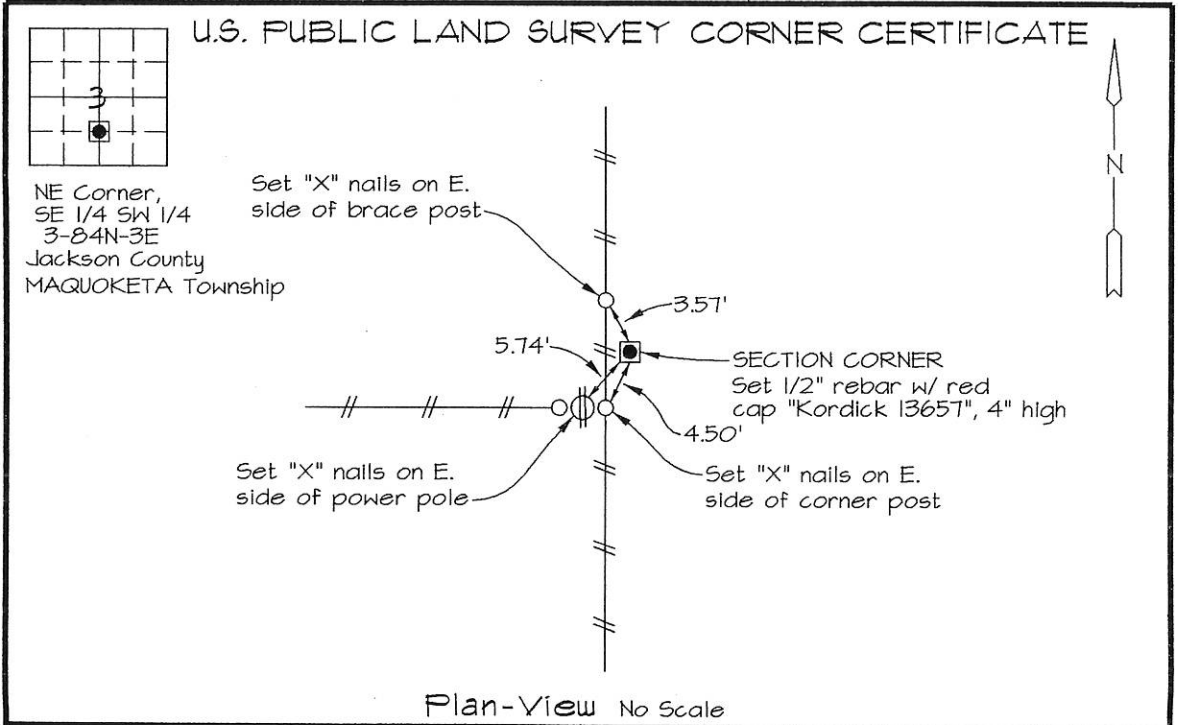 U.S. PUBLIC LAND SURVEY CORNER CERTIFICATE
3
NE Corner,
SE 1/4 SW 1/4
3-84N-3E
Jackson County
MAQUOKETA Township
N
Set "X" nails on E.
side of brace post
3.57'
5.74'
SECTION CORNER
Set 1/2" rebar w/ red
cap "Kordick 13657", 4" high
4.50'
Set "X" nails on E.
side of power pole
Set "X" nails on E.
side of corner post
Plan-View No Scale